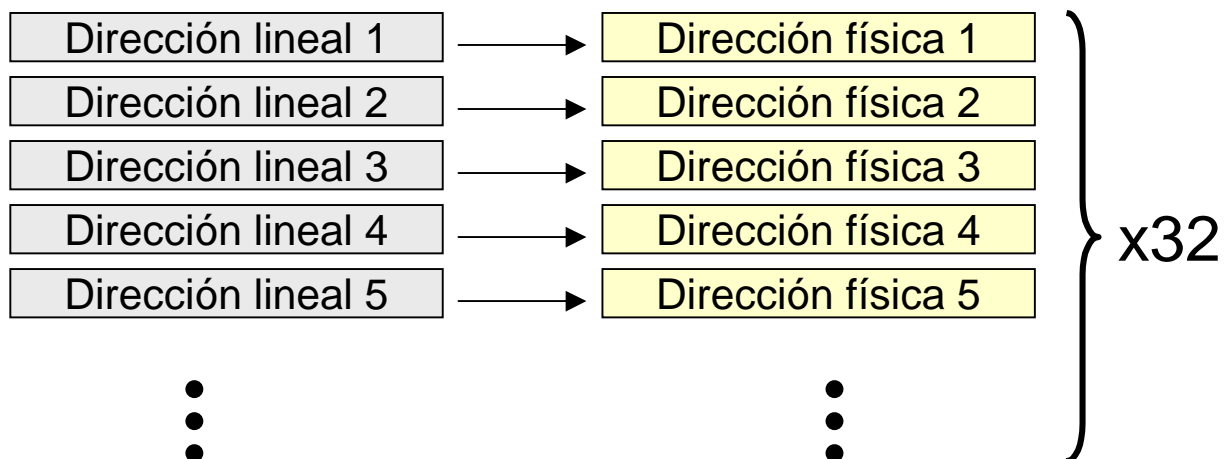 Dirección lineal 1 Dirección física 1
Dirección lineal 2 Dirección física 2
Dirección lineal 3 Dirección física 3
Dirección lineal 4 Dirección física 4
Dirección lineal 5 Dirección física 5
x32